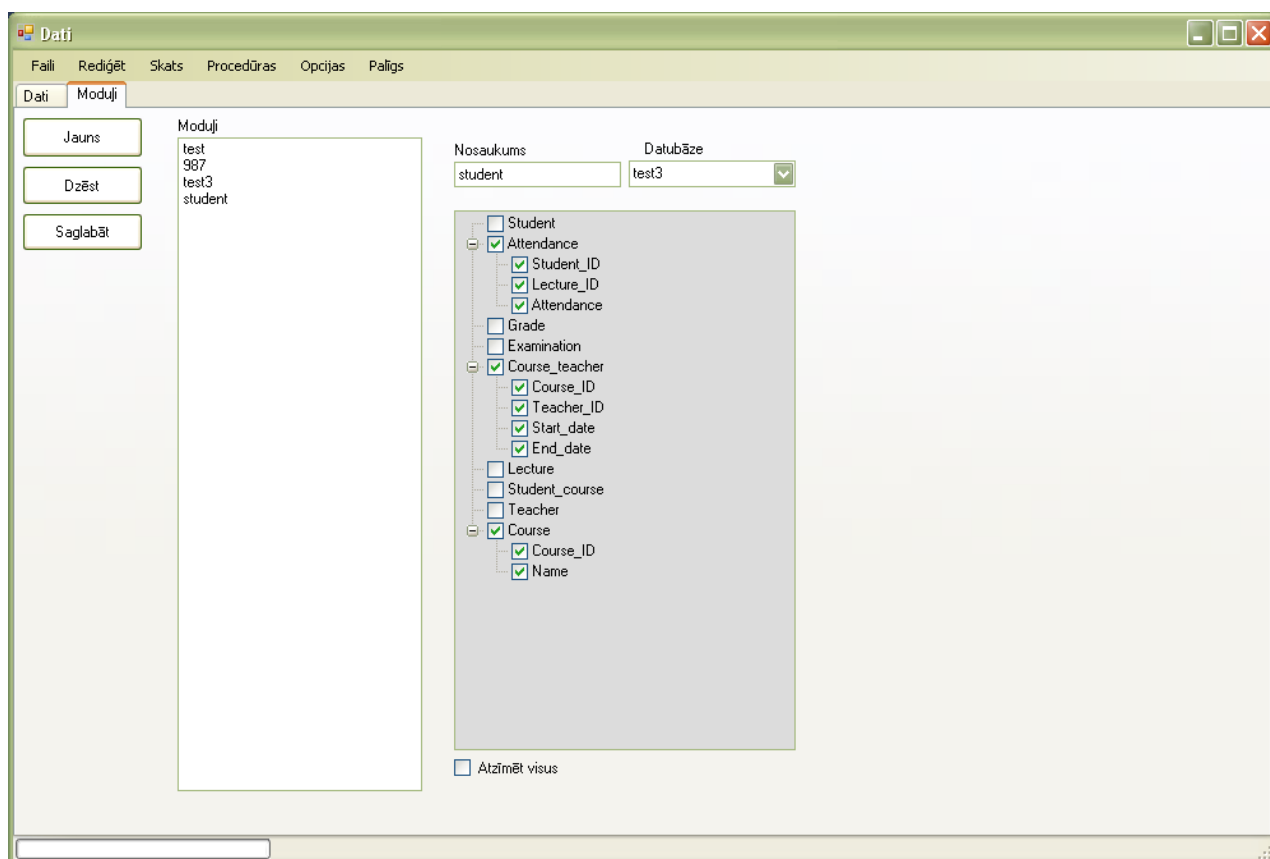 Dati
Faili Rediģēt Skats Procedūras Opcijas Palīgs
Dati Moduļi
Jauns
Dzēst
Saglabāt
Moduļi
test
987
test3
student
Nosaukums Datubāze
student test3
Student
Attendance
Student_ID
Lecture_ID
Attendance
Grade
Examination
Course_teacher
Course_ID
Teacher_ID
Start_date
End_date
Lecture
Student_course
Teacher
Course
Course_ID
Name
Atzīmēt visus